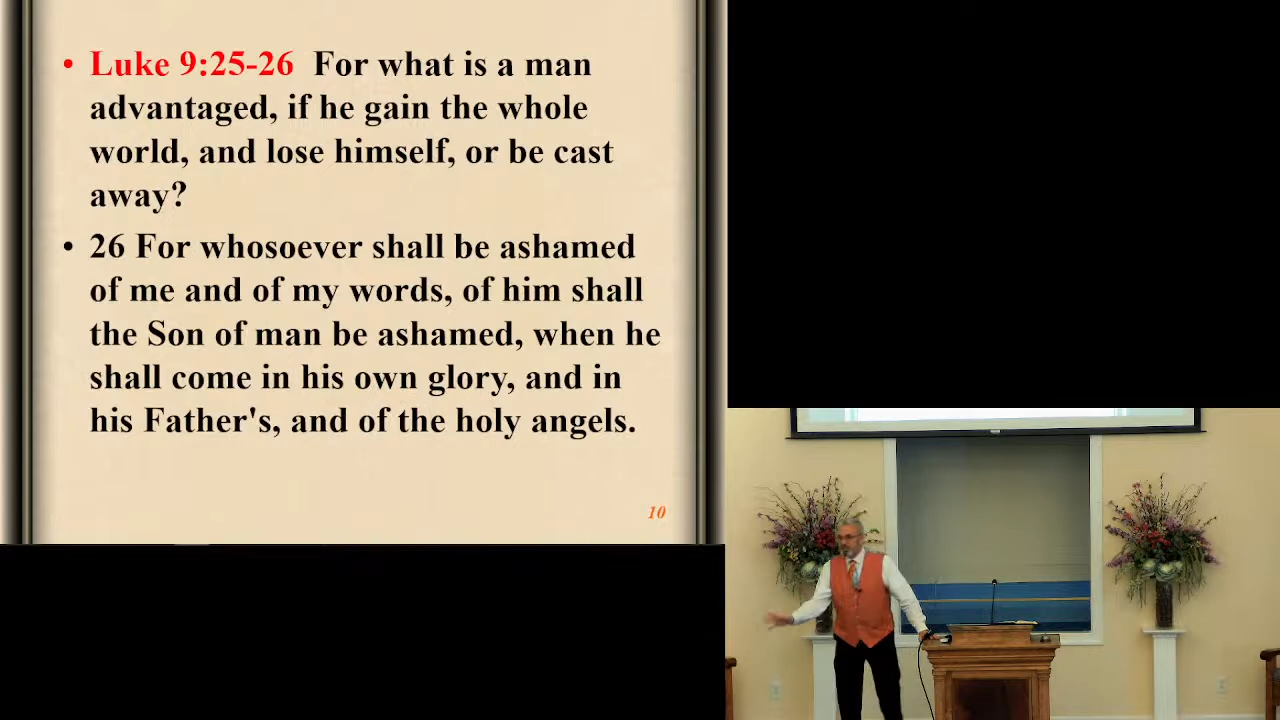 • Luke 9:25-26 For what is a man
advantaged, if he gain the whole
world, and lose himself, or be cast
away?
• 26 For whosoever shall be ashamed
of me and of my words, of him shall
the Son of man be ashamed, when he
shall come in his own glory, and in
his Father's, and of the holy angels.
10